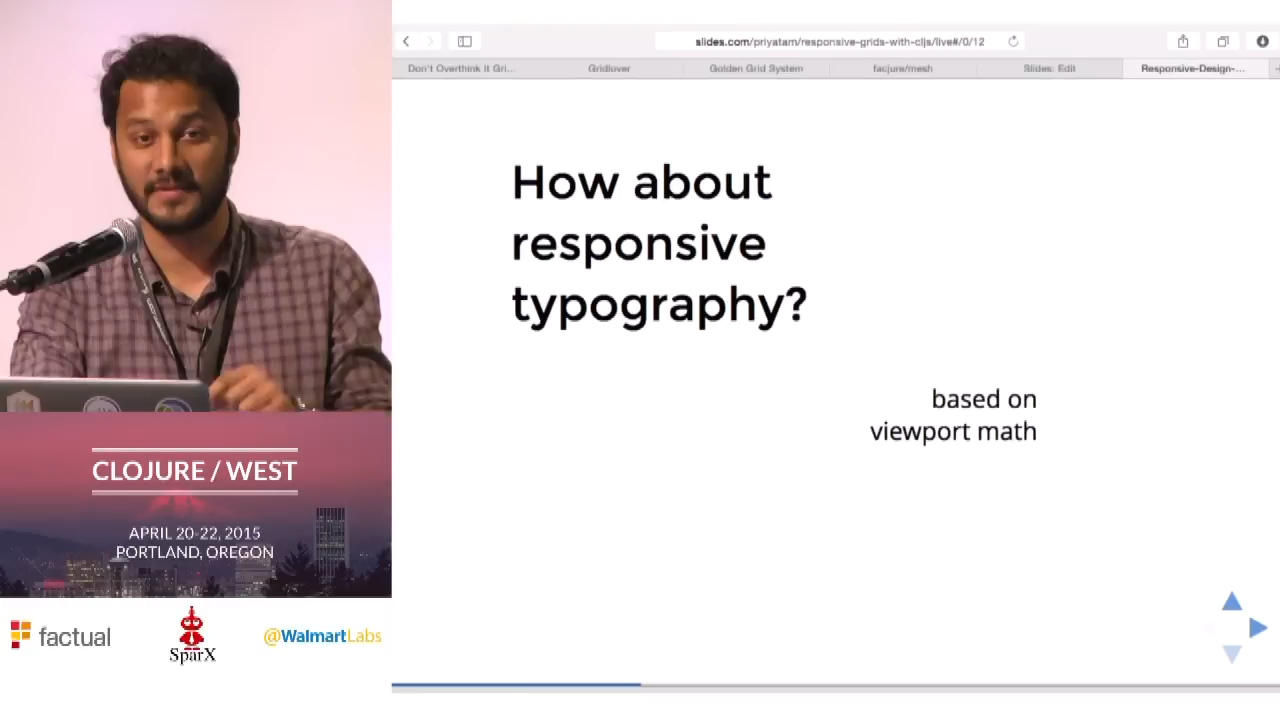 slides.com/priyatam/responsive-grids-with-cljs/live#/0/12
Don't Overthink It Gri...
Gridlover
Golden Grid System
facjure/mesh
Slides: Edit
Responsive-Design-...
How about
responsive
typography?
based on
viewport math
CLOJURE / WEST
APRIL 20-22, 2015
PORTLAND, OREGON
factual
SparX
@WalmartLabs